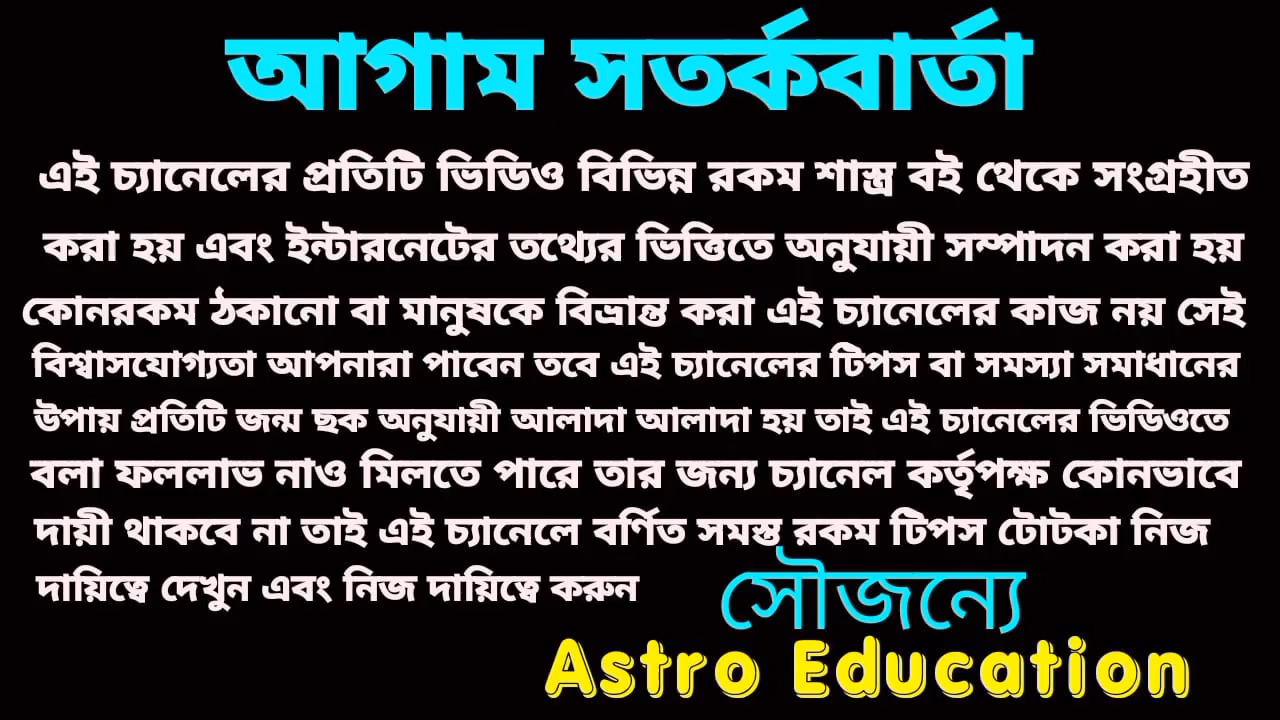 আগাম সতর্কবার্তা
এই চ্যানেলের প্রতিটি ভিডিও বিভিন্ন রকম শাস্ত্র বই থেকে সংগ্রহীত
করা হয় এবং ইন্টারনেটের তথ্যের ভিত্তিতে অনুযায়ী সম্পাদন করা হয়
কোনরকম ঠকানো বা মানুষকে বিভ্রান্ত করা এই চ্যানেলের কাজ নয় সেই
বিশ্বাসযোগ্যতা আপনারা পাবেন তবে এই চ্যানেলের টিপস বা সমস্যা সমাধানের
উপায় প্রতিটি জন্ম ছক অনুযায়ী আলাদা আলাদা হয় তাই এই চ্যানেলের ভিডিওতে
বলা ফললাভ নাও মিলতে পারে তার জন্য চ্যানেল কর্তৃপক্ষ কোনভাবে
দায়ী থাকবে না তাই এই চ্যানেলে বর্ণিত সমস্ত রকম টিপস টোটকা নিজ
দায়িত্বে দেখুন এবং নিজ দায়িত্বে করুন
সৌজন্যে
Astro Education